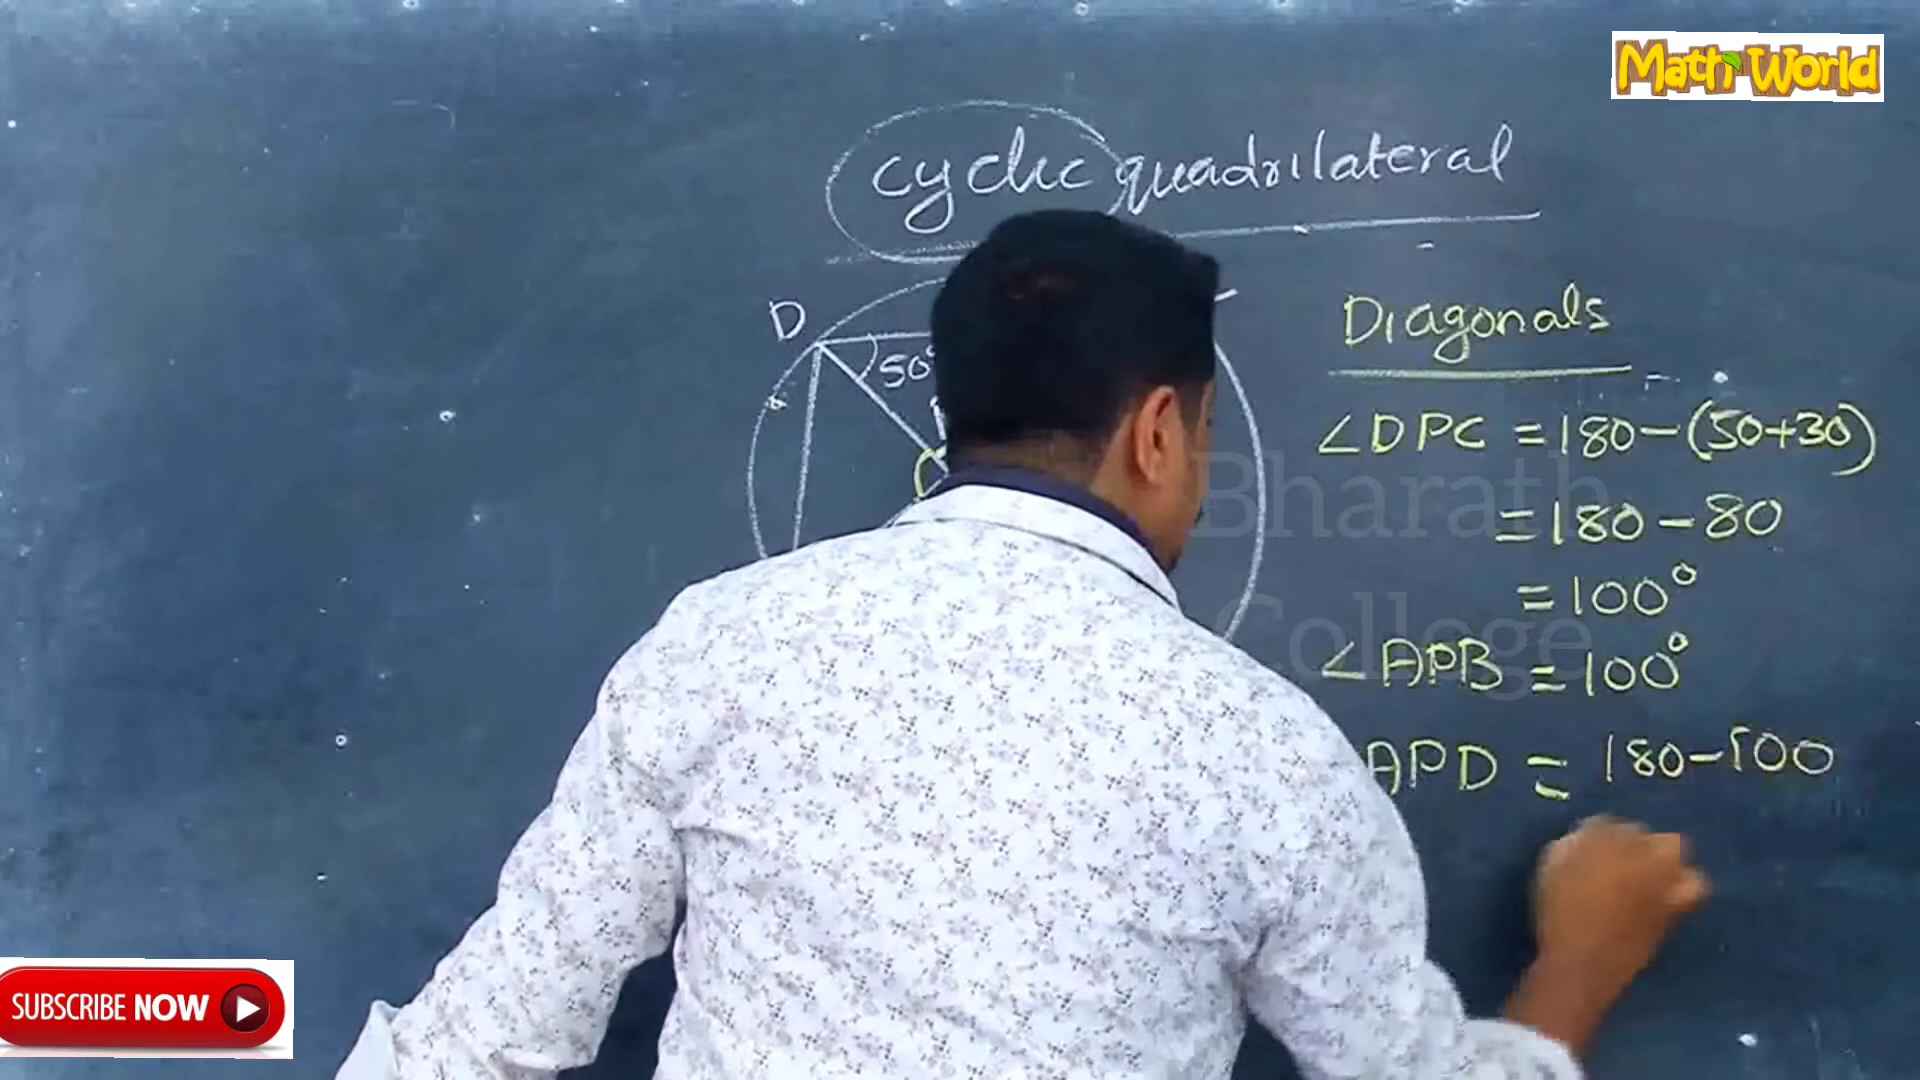 Math World
cyclic quadrilateral
D
50°
Diagonals
∠DPC = 180-(50+30)
= 180-80
= 100°
∠APB = 100°
APD = 180-100
Bharath
College
SUBSCRIBE NOW